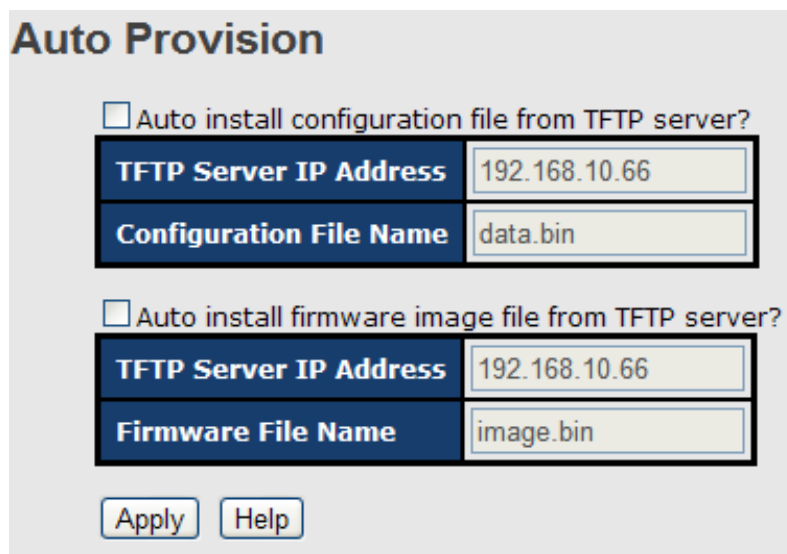 Auto Provision
Auto install configuration file from TFTP server?
TFTP Server IP Address 192.168.10.66
Configuration File Name data.bin
Auto install firmware image file from TFTP server?
TFTP Server IP Address 192.168.10.66
Firmware File Name image.bin
Apply Help